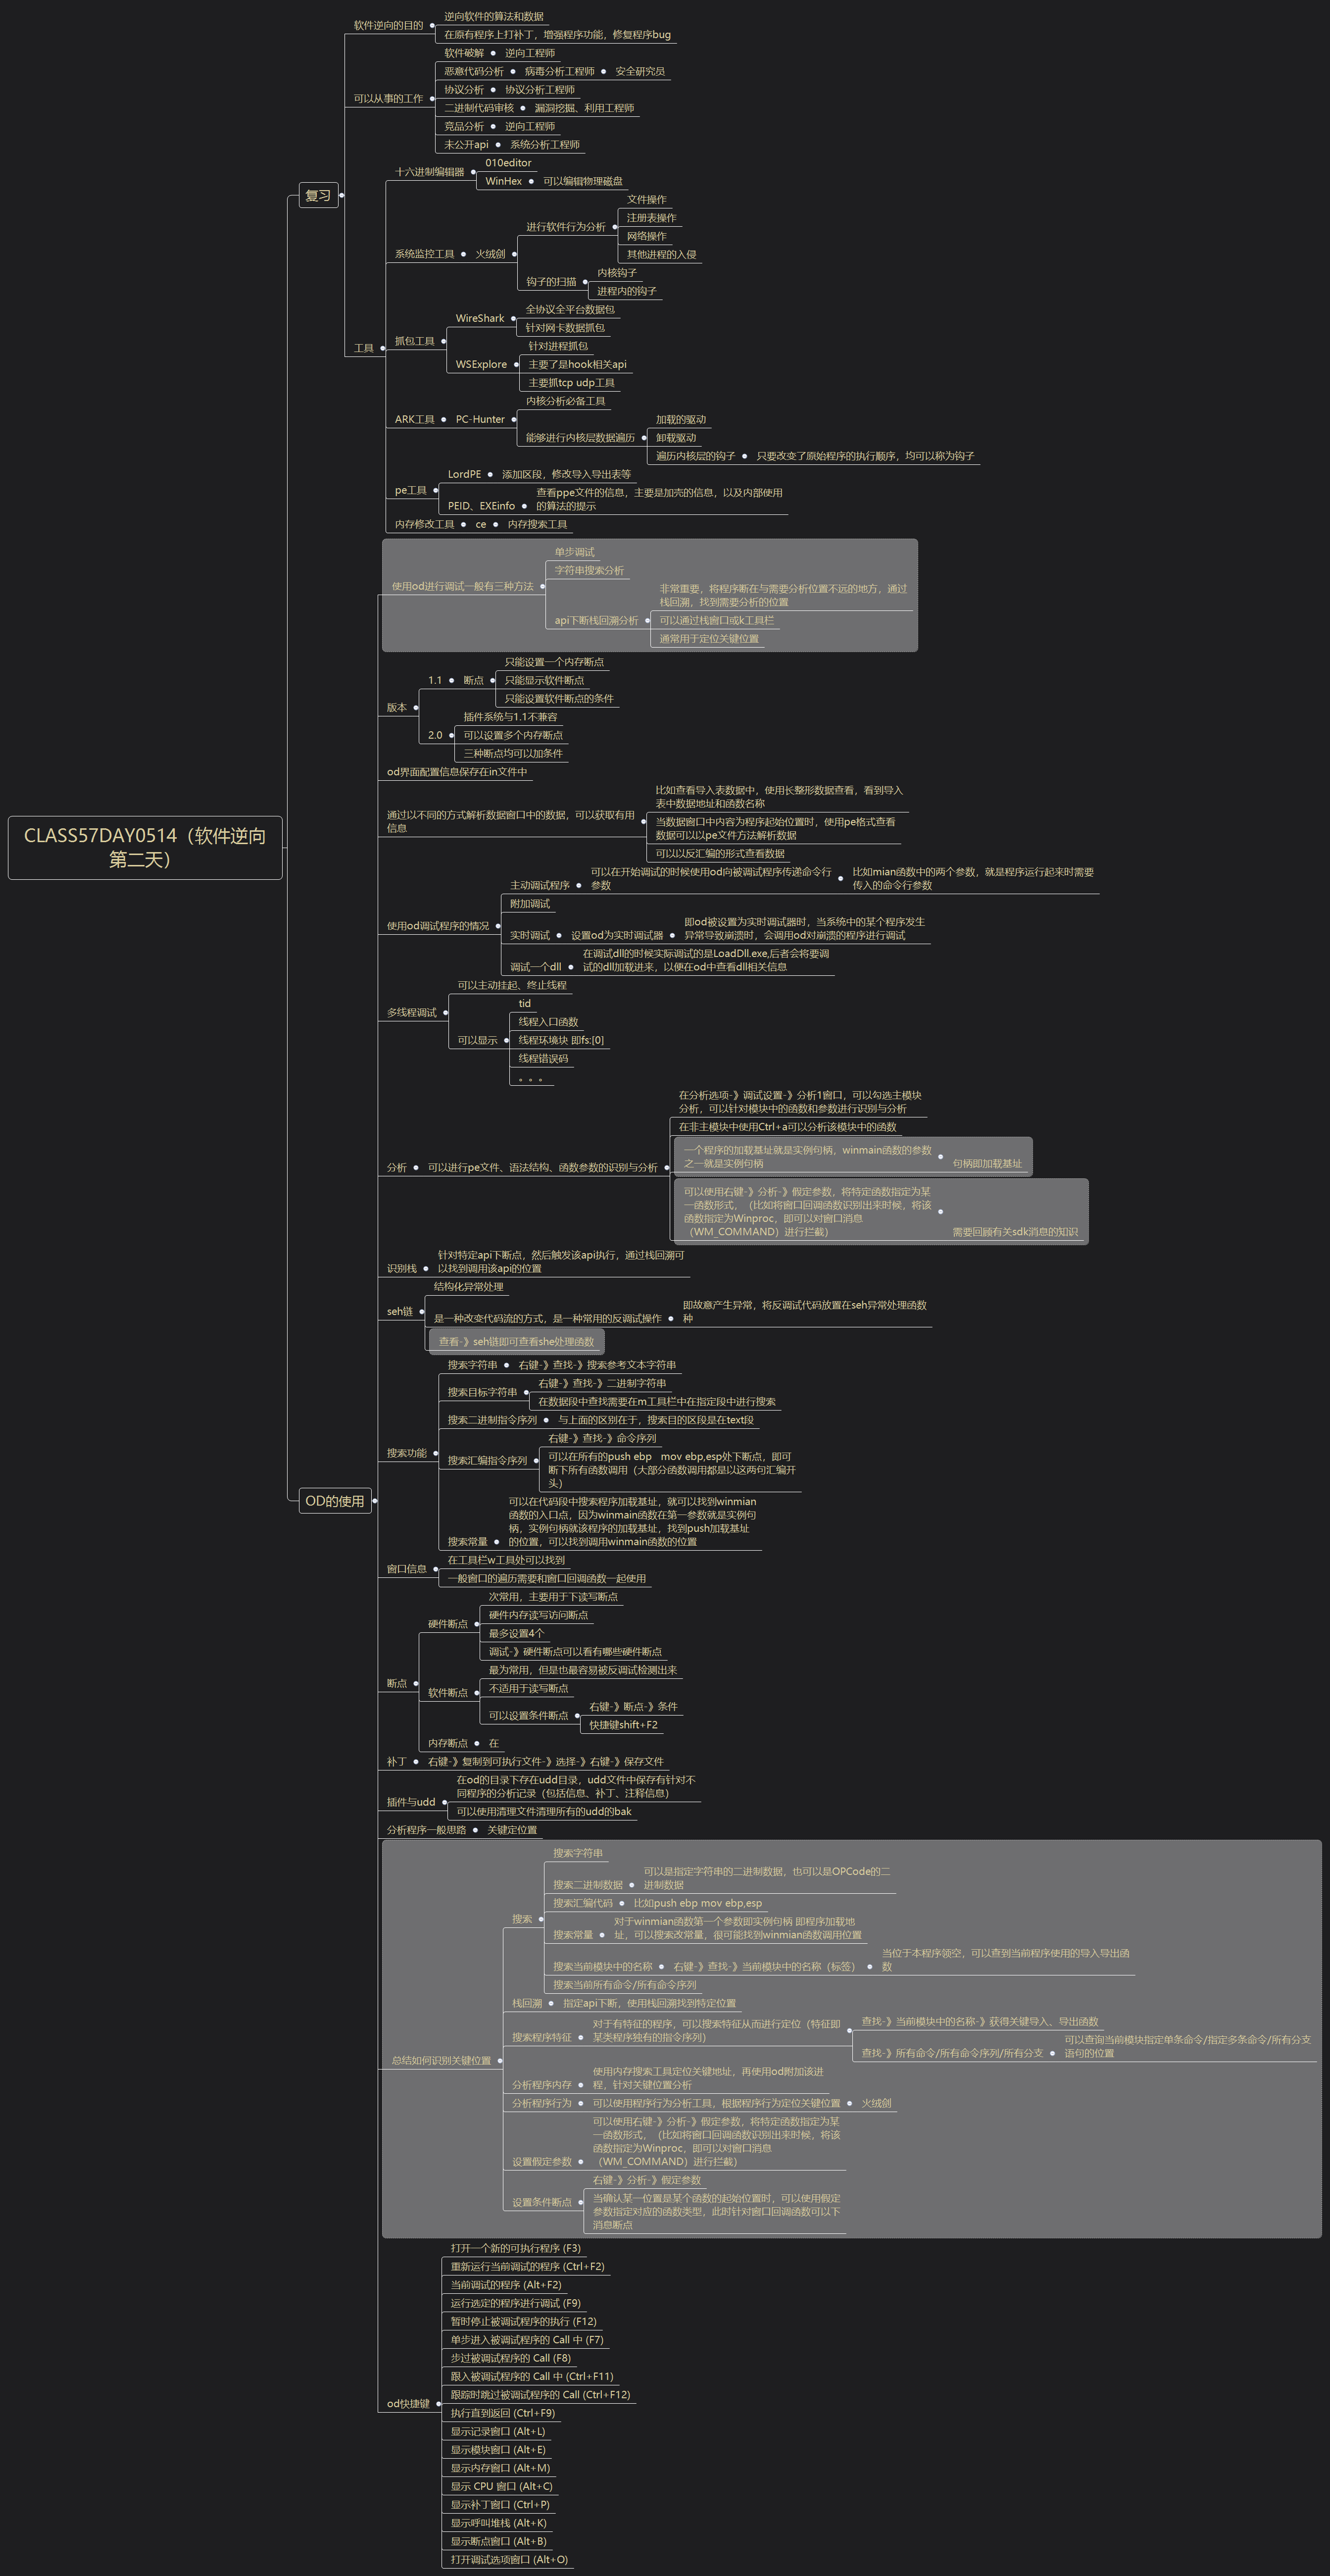 CLASS57DAY0514（软件逆向
第二天）
复习
软件逆向的目的
逆向软件的算法和数据
在原有程序上打补丁，增强程序功能，修复程序bug
可以从事的工作
软件破解
逆向工程师
恶意代码分析
病毒分析工程师
安全研究员
协议分析
协议分析工程师
二进制代码审核
漏洞挖掘、利用工程师
竞品分析
逆向工程师
未公开api
系统分析工程师
工具
十六进制编辑器
010editor
WinHex
可以编辑物理磁盘
系统监控工具
火绒剑
进行软件行为分析
文件操作
注册表操作
网络操作
其他进程的入侵
钩子的扫描
内核钩子
进程内的钩子
抓包工具
WireShark
全协议全平台数据包
针对网卡数据抓包
WSExplore
针对进程抓包
主要了是hook相关api
主要抓tcp udp工具
ARK工具
PC-Hunter
内核分析必备工具
能够进行内核层数据遍历
加载的驱动
卸载驱动
遍历内核层的钩子
只要改变了原始程序的执行顺序，均可以称为钩子
pe工具
LordPE
添加区段，修改导入导出表等
PEID、EXEinfo
查看ppe文件的信息，主要是加壳的信息，以及内部使用
的算法的提示
内存修改工具
ce
内存搜索工具
OD的使用
使用od进行调试一般有三种方法
单步调试
字符串搜索分析
api下断栈回溯分析
非常重要，将程序断在与需要分析位置不远的地方，通过
栈回溯，找到需要分析的位置
可以通过栈窗口或k工具栏
通常用于定位关键位置
版本
1.1
断点
只能设置一个内存断点
只能显示软件断点
只能设置软件断点的条件
2.0
插件系统与1.1不兼容
可以设置多个内存断点
三种断点均可以加条件
od界面配置信息保存在in文件中
通过以不同的方式解析数据窗口中的数据，可以获取有用
信息
比如查看导入表数据中，使用长整形数据查看，看到导入
表中数据地址和函数名称
当数据窗口中内容为程序起始位置时，使用pe格式查看
数据可以以pe文件方法解析数据
可以以反汇编的形式查看数据
使用od调试程序的情况
主动调试程序
可以在开始调试的时候使用od向被调试程序传递命令行
参数
比如mian函数中的两个参数，就是程序运行起来时需要
传入的命令行参数
附加调试
实时调试
设置od为实时调试器
即od被设置为实时调试器时，当系统中的某个程序发生
异常导致崩溃时，会调用od对崩溃的程序进行调试
调试一个dll
在调试dll的时候实际调试的是LoadDll.exe,后者会将要调
试的dll加载进来，以便在od中查看dll相关信息
多线程调试
可以主动挂起、终止线程
可以显示
tid
线程入口函数
线程环境块 即fs:[0]
线程错误码
。。。
分析
可以进行pe文件、语法结构、函数参数的识别与分析
在分析选项-》调试设置-》分析1窗口，可以勾选主模块
分析，可以针对模块中的函数和参数进行识别与分析
在非主模块中使用Ctrl+a可以分析该模块中的函数
一个程序的加载基址就是实例句柄，winmain函数的参数
之一就是实例句柄
句柄即加载基址
可以使用右键-》分析-》假定参数，将特定函数指定为某
一函数形式，（比如将窗口回调函数识别出来时候，将该
函数指定为Winproc，即可以对窗口消息
（WM_COMMAND）进行拦截）
需要回顾有关sdk消息的知识
识别栈
针对特定api下断点，然后触发该api执行，通过栈回溯可
以找到调用该api的位置
seh链
结构化异常处理
是一种改变代码流的方式，是一种常用的反调试操作
即故意产生异常，将反调试代码放置在seh异常处理函数
种
查看-》seh链即可查看she处理函数
搜索功能
搜索字符串
右键-》查找-》搜索参考文本字符串
搜索目标字符串
右键-》查找-》二进制字符串
在数据段中查找需要在m工具栏中在指定段中进行搜索
搜索二进制指令序列
与上面的区别在于，搜索目的区段是在text段
搜索汇编指令序列
右键-》查找-》命令序列
可以在所有的push ebp mov ebp,esp处下断点，即可
断下所有函数调用（大部分函数调用都是以这两句汇编开
头）
搜索常量
可以在代码段中搜索程序加载基址，就可以找到winmian
函数的入口点，因为winmain函数在第一参数就是实例句
柄，实例句柄就该程序的加载基址，找到push加载基址
的位置，可以找到调用winmain函数的位置
窗口信息
在工具栏w工具处可以找到
一般窗口的遍历需要和窗口回调函数一起使用
断点
硬件断点
次常用，主要用于下读写断点
硬件内存读写访问断点
最多设置4个
调试-》硬件断点可以看有哪些硬件断点
软件断点
最为常用，但是也最容易被反调试检测出来
不适用于读写断点
可以设置条件断点
右键-》断点-》条件
快捷键shift+F2
内存断点
在
补丁
右键-》复制到可执行文件-》选择-》右键-》保存文件
插件与udd
在od的目录下存在udd目录，udd文件中保存有针对不
同程序的分析记录（包括信息、补丁、注释信息）
可以使用清理文件清理所有的udd的bak
分析程序一般思路
关键定位置
总结如何识别关键位置
搜索
搜索字符串
搜索二进制数据
可以是指定字符串的二进制数据，也可以是OPCode的二
进制数据
搜索汇编代码
比如push ebp mov ebp,esp
搜索常量
对于winmian函数第一个参数即实例句柄 即程序加载地
址，可以搜索改常量，很可能找到winmian函数调用位置
搜索当前模块中的名称
右键-》查找-》当前模块中的名称（标签）
当位于本程序领空，可以查到当前程序使用的导入导出函
数
搜索当前所有命令/所有命令序列
栈回溯
指定api下断，使用栈回溯找到特定位置
搜索程序特征
对于有特征的程序，可以搜索特征从而进行定位（特征即
某类程序独有的指令序列）
查找-》当前模块中的名称-》获得关键导入、导出函数
查找-》所有命令/所有命令序列/所有分支
可以查询当前模块指定单条命令/指定多条命令/所有分支
语句的位置
分析程序内存
使用内存搜索工具定位关键地址，再使用od附加该进
程，针对关键位置分析
分析程序行为
可以使用程序行为分析工具，根据程序行为定位关键位置
火绒剑
设置假定参数
可以使用右键-》分析-》假定参数，将特定函数指定为某
一函数形式，（比如将窗口回调函数识别出来时候，将该
函数指定为Winproc，即可以对窗口消息
（WM_COMMAND）进行拦截）
设置条件断点
右键-》分析-》假定参数
当确认某一位置是某个函数的起始位置时，可以使用假定
参数指定对应的函数类型，此时针对窗口回调函数可以下
消息断点
od快捷键
打开一个新的可执行程序 (F3)
重新运行当前调试的程序 (Ctrl+F2)
当前调试的程序 (Alt+F2)
运行选定的程序进行调试 (F9)
暂时停止被调试程序的执行 (F12)
单步进入被调试程序的 Call 中 (F7)
步过被调试程序的 Call (F8)
跟入被调试程序的 Call 中 (Ctrl+F11)
跟踪时跳过被调试程序的 Call (Ctrl+F12)
执行直到返回 (Ctrl+F9)
显示记录窗口 (Alt+L)
显示模块窗口 (Alt+E)
显示内存窗口 (Alt+M)
显示 CPU 窗口 (Alt+C)
显示补丁窗口 (Ctrl+P)
显示呼叫堆栈 (Alt+K)
显示断点窗口 (Alt+B)
打开调试选项窗口 (Alt+O)